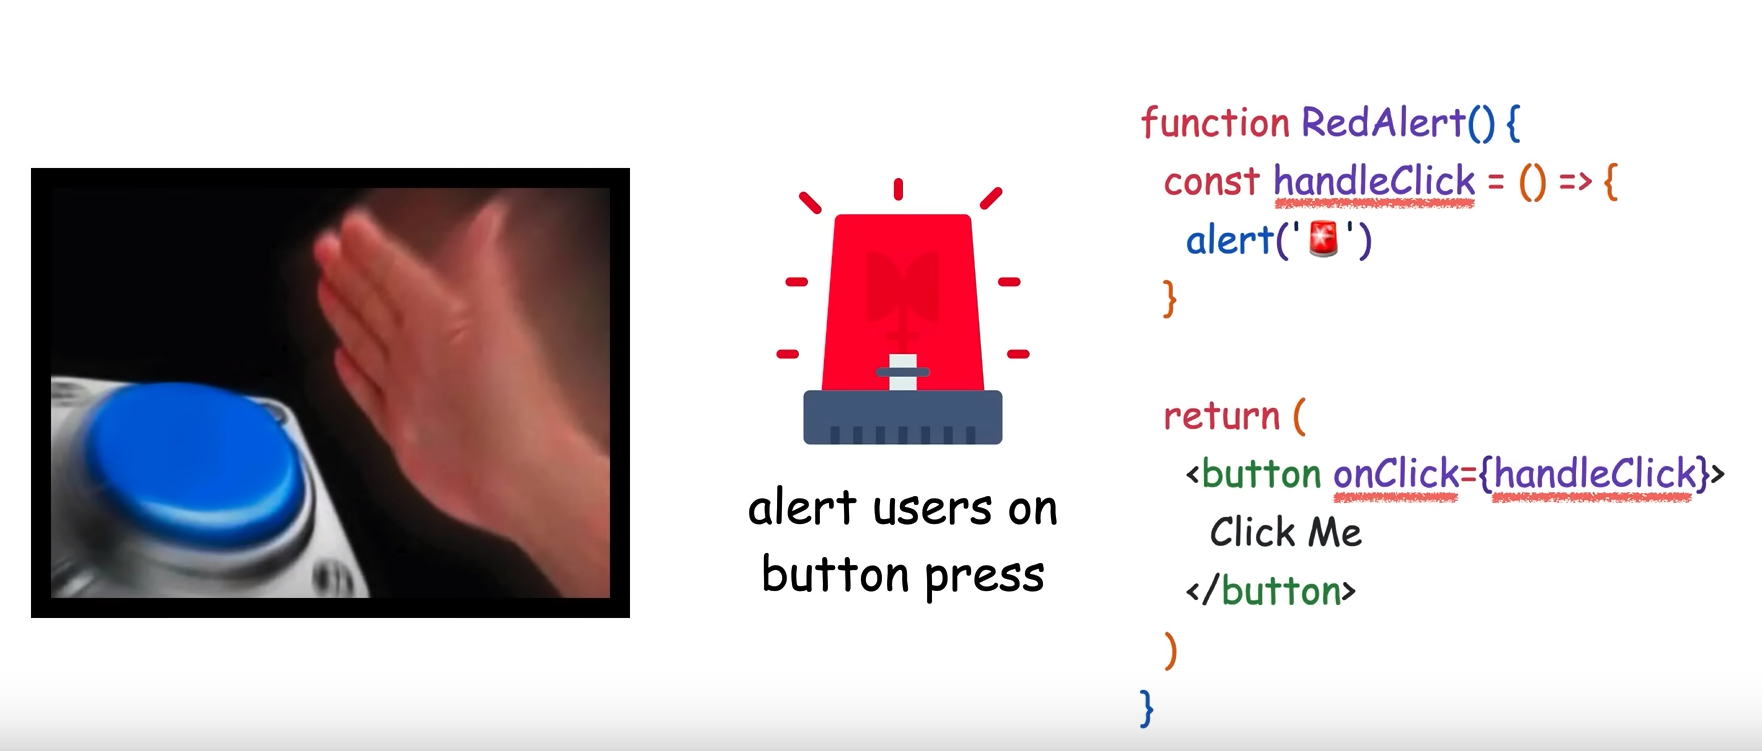 alert users on
button press
function RedAlert() {
const handleClick = () => {
alert('🚨')
}
return (
<button onClick={handleClick}>
Click Me
</button>
)
}